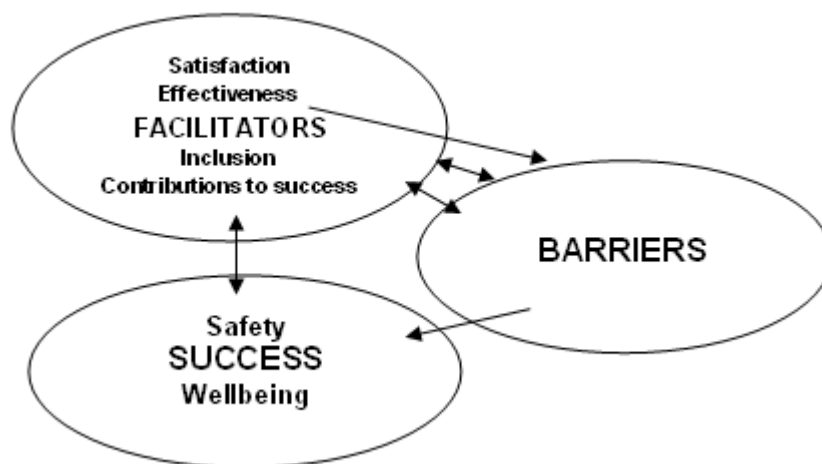 Satisfaction
Effectiveness
FACILITATORS
Inclusion
Contributions to success
BARRIERS
Safety
SUCCESS
Wellbeing